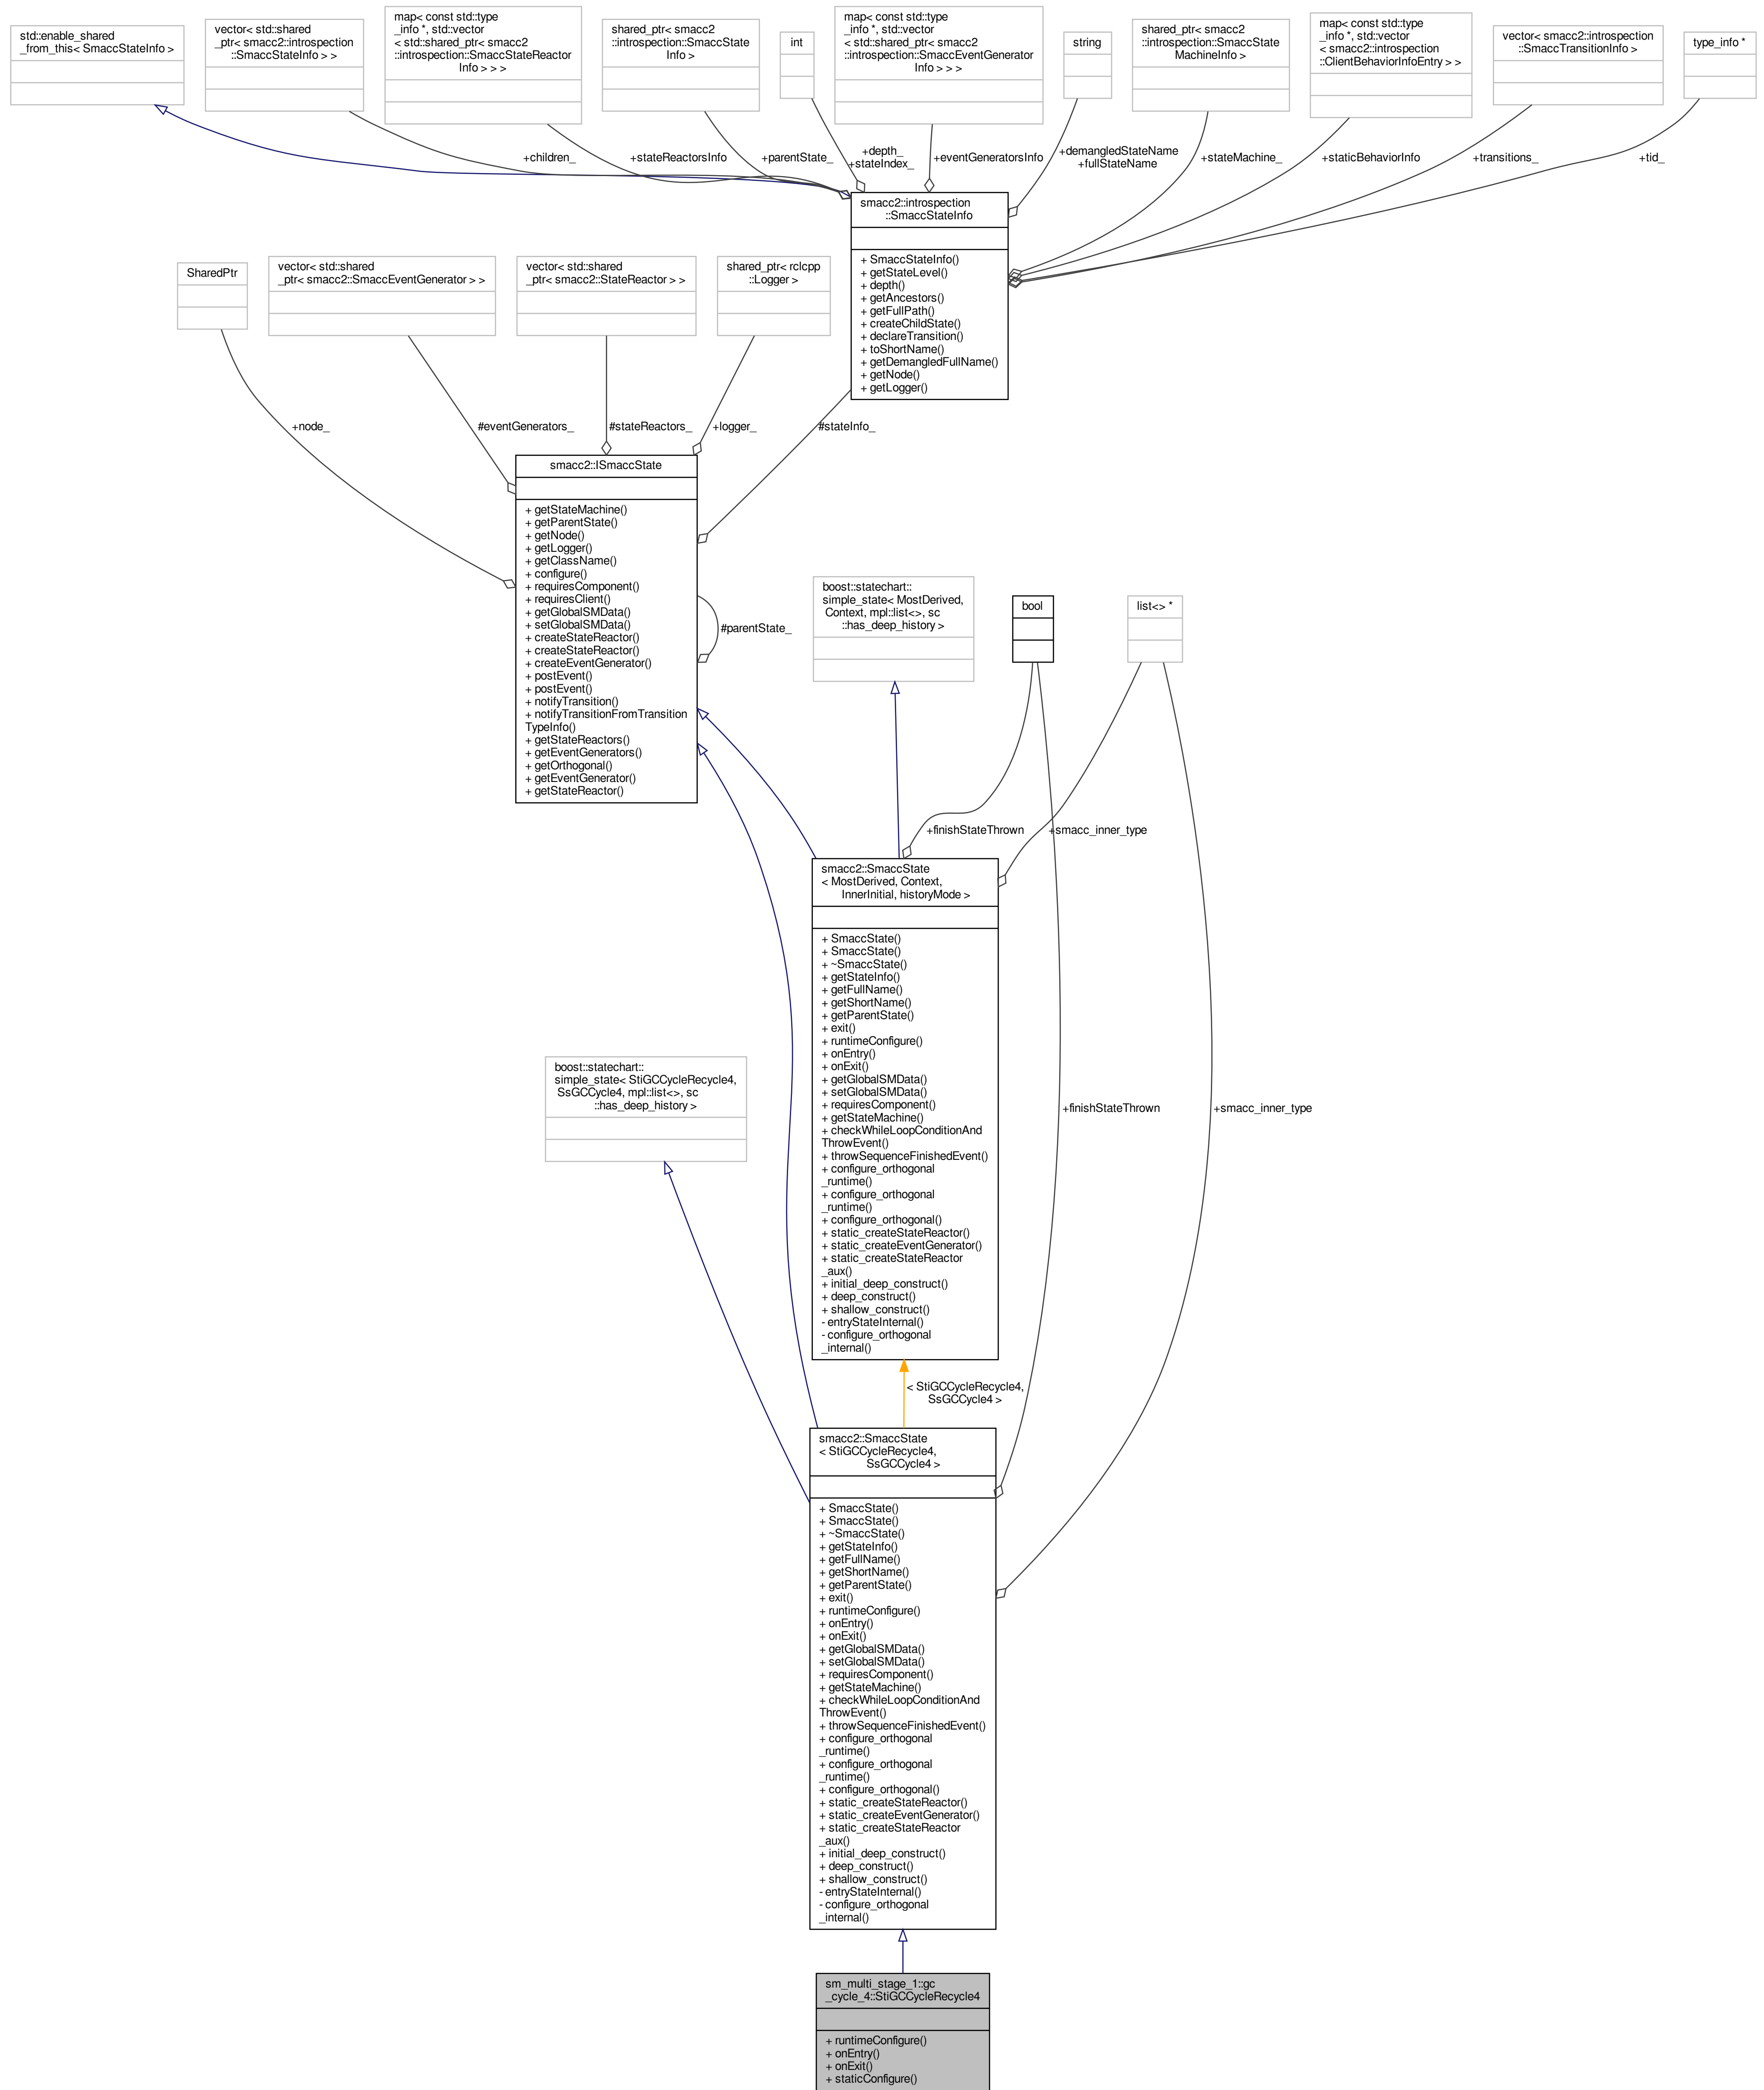 std::enable_shared
_from_this< SmaccStateInfo >
vector< std::shared
_ptr< smacc2::introspection
::SmaccStateInfo > >
map< const std::type
_info *, std::vector
< std::shared_ptr< smacc2
::introspection::SmaccStateReactor
Info > > >
shared_ptr< smacc2
::introspection::SmaccState
Info >
int
map< const std::type
_info *, std::vector
< std::shared_ptr< smacc2
::introspection::SmaccEventGenerator
Info > > >
string
shared_ptr< smacc2
::introspection::SmaccState
MachineInfo >
map< const std::type
_info *, std::vector
< smacc2::introspection
::ClientBehaviorInfoEntry > >
vector< smacc2::introspection
::SmaccTransitionInfo >
type_info *
+children_
+stateReactorsInfo
+parentState_
+depth_
+stateIndex_
+eventGeneratorsInfo
+demangledStateName
+fullStateName
+stateMachine_
+staticBehaviorInfo
+transitions_
+tid_
smacc2::introspection
::SmaccStateInfo
+ SmaccStateInfo()
+ getStateLevel()
+ depth()
+ getAncestors()
+ getFullPath()
+ createChildState()
+ declareTransition()
+ toShortName()
+ getDemangledFullName()
+ getNode()
+ getLogger()
SharedPtr
vector< std::shared
_ptr< smacc2::SmaccEventGenerator > >
vector< std::shared
_ptr< smacc2::StateReactor > >
shared_ptr< rclcpp
::Logger >
+node_
#eventGenerators_
#stateReactors_
+logger_
#stateInfo_
smacc2::ISmaccState
+ getStateMachine()
+ getParentState()
+ getNode()
+ getLogger()
+ getClassName()
+ configure()
+ requiresComponent()
+ requiresClient()
+ getGlobalSMData()
+ setGlobalSMData()
+ createStateReactor()
+ createStateReactor()
+ createEventGenerator()
+ postEvent()
+ postEvent()
+ notifyTransition()
+ notifyTransitionFromTransition
TypeInfo()
+ getStateReactors()
+ getEventGenerators()
+ getOrthogonal()
+ getEventGenerator()
+ getStateReactor()
#parentState_
boost::statechart::
simple_state< MostDerived,
Context, mpl::list<>, sc
::has_deep_history >
bool
list<> *
+finishStateThrown
+smacc_inner_type
smacc2::SmaccState
< MostDerived, Context,
InnerInitial, historyMode >
+ SmaccState()
+ SmaccState()
+ ~SmaccState()
+ getStateInfo()
+ getFullName()
+ getShortName()
+ getParentState()
+ exit()
+ runtimeConfigure()
+ onEntry()
+ onExit()
+ getGlobalSMData()
+ setGlobalSMData()
+ requiresComponent()
+ getStateMachine()
+ checkWhileLoopConditionAnd
ThrowEvent()
+ throwSequenceFinishedEvent()
+ configure_orthogonal
_runtime()
+ configure_orthogonal
_runtime()
+ configure_orthogonal()
+ static_createStateReactor()
+ static_createEventGenerator()
+ static_createStateReactor
_aux()
+ initial_deep_construct()
+ deep_construct()
+ shallow_construct()
- entryStateInternal()
- configure_orthogonal
_internal()
boost::statechart::
simple_state< StiGCCycleRecycle4,
SsGCCycle4, mpl::list<>, sc
::has_deep_history >
+finishStateThrown
+smacc_inner_type
< StiGCCycleRecycle4,
SsGCCycle4 >
smacc2::SmaccState
< StiGCCycleRecycle4,
SsGCCycle4 >
+ SmaccState()
+ SmaccState()
+ ~SmaccState()
+ getStateInfo()
+ getFullName()
+ getShortName()
+ getParentState()
+ exit()
+ runtimeConfigure()
+ onEntry()
+ onExit()
+ getGlobalSMData()
+ setGlobalSMData()
+ requiresComponent()
+ getStateMachine()
+ checkWhileLoopConditionAnd
ThrowEvent()
+ throwSequenceFinishedEvent()
+ configure_orthogonal
_runtime()
+ configure_orthogonal
_runtime()
+ configure_orthogonal()
+ static_createStateReactor()
+ static_createEventGenerator()
+ static_createStateReactor
_aux()
+ initial_deep_construct()
+ deep_construct()
+ shallow_construct()
- entryStateInternal()
- configure_orthogonal
_internal()
sm_multi_stage_1::gc
_cycle_4::StiGCCycleRecycle4
+ runtimeConfigure()
+ onEntry()
+ onExit()
+ staticConfigure()